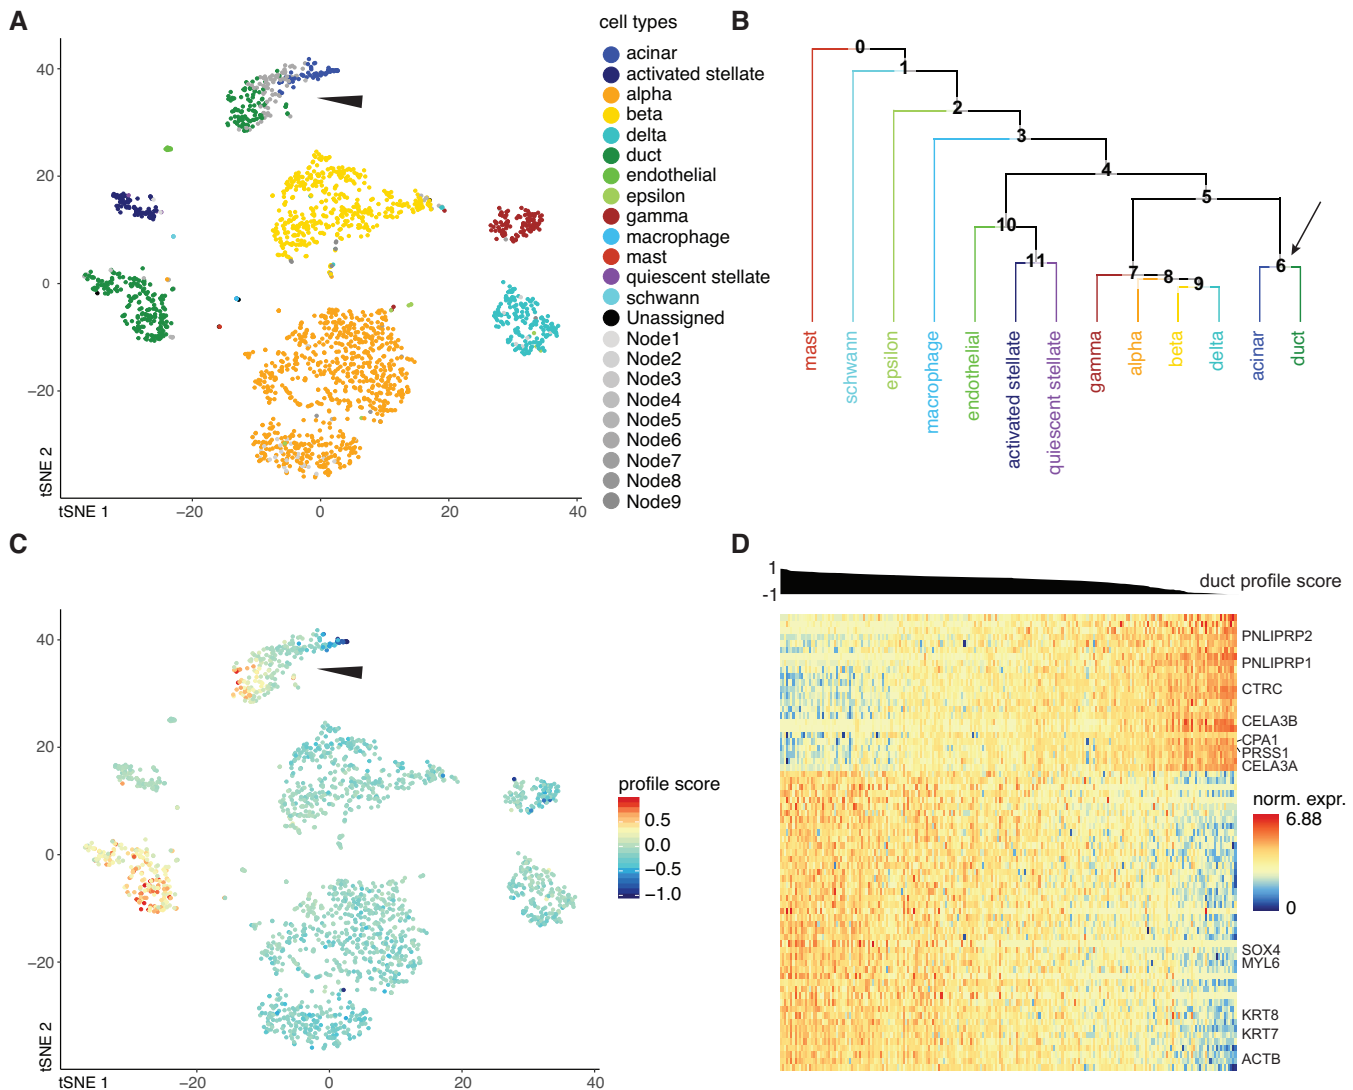 A
cell types
acinar
activated stellate
alpha
beta
delta
duct
endothelial
epsilon
gamma
macrophage
mast
quiescent stellate
schwann
Unassigned
Node1
Node2
Node3
Node4
Node5
Node6
Node7
Node8
Node9
40
20
0
−20
tSNE 2
tSNE 1
−20
0
20
40
B
0
1
2
3
4
5
10
11
6
7
8
9
mast
schwann
epsilon
macrophage
endothelial
activated stellate
quiescent stellate
gamma
alpha
beta
delta
acinar
duct
C
40
20
0
−20
tSNE 2
tSNE 1
−20
0
20
40
profile score
0.5
0.0
−0.5
−1.0
D
1
-1
duct profile score
PNLIPRP2
PNLIPRP1
CTRC
CELA3B
CPA1
PRSS1
CELA3A
SOX4
MYL6
KRT8
KRT7
ACTB
norm. expr.
6.88
0